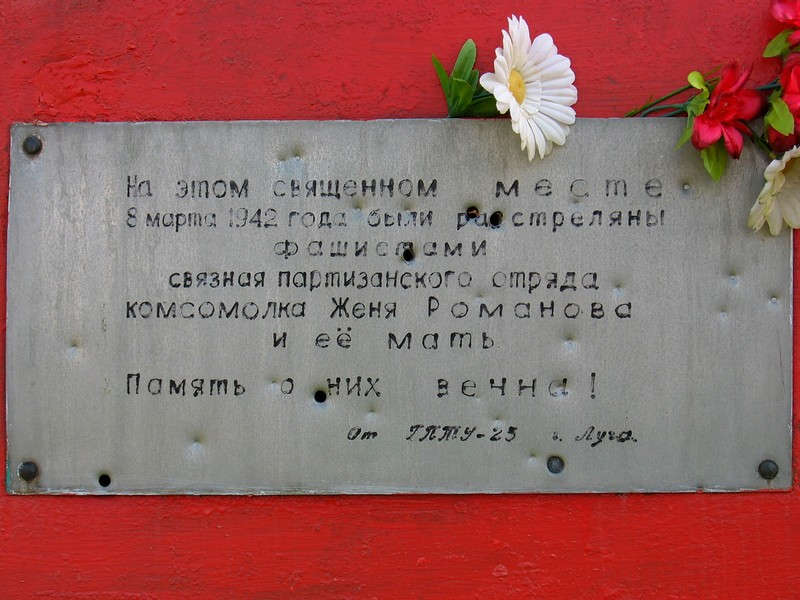 На этом священном месте
8 марта 1942 года были расстреляны
фашистами
связная партизанского отряда
комсомолка Женя Романова
и её мать
Память о них вечна!
От ГПТУ-25 г. Луга.